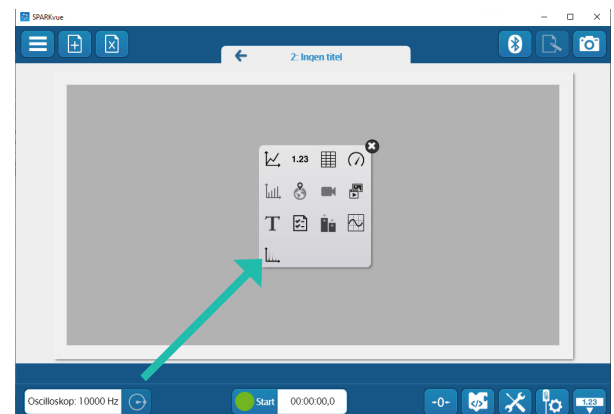 SPARKvue
2: Ingen titel
1.23
T
Oscilloskop: 10000 Hz
Start
00:00:00,0
-0-
1.23